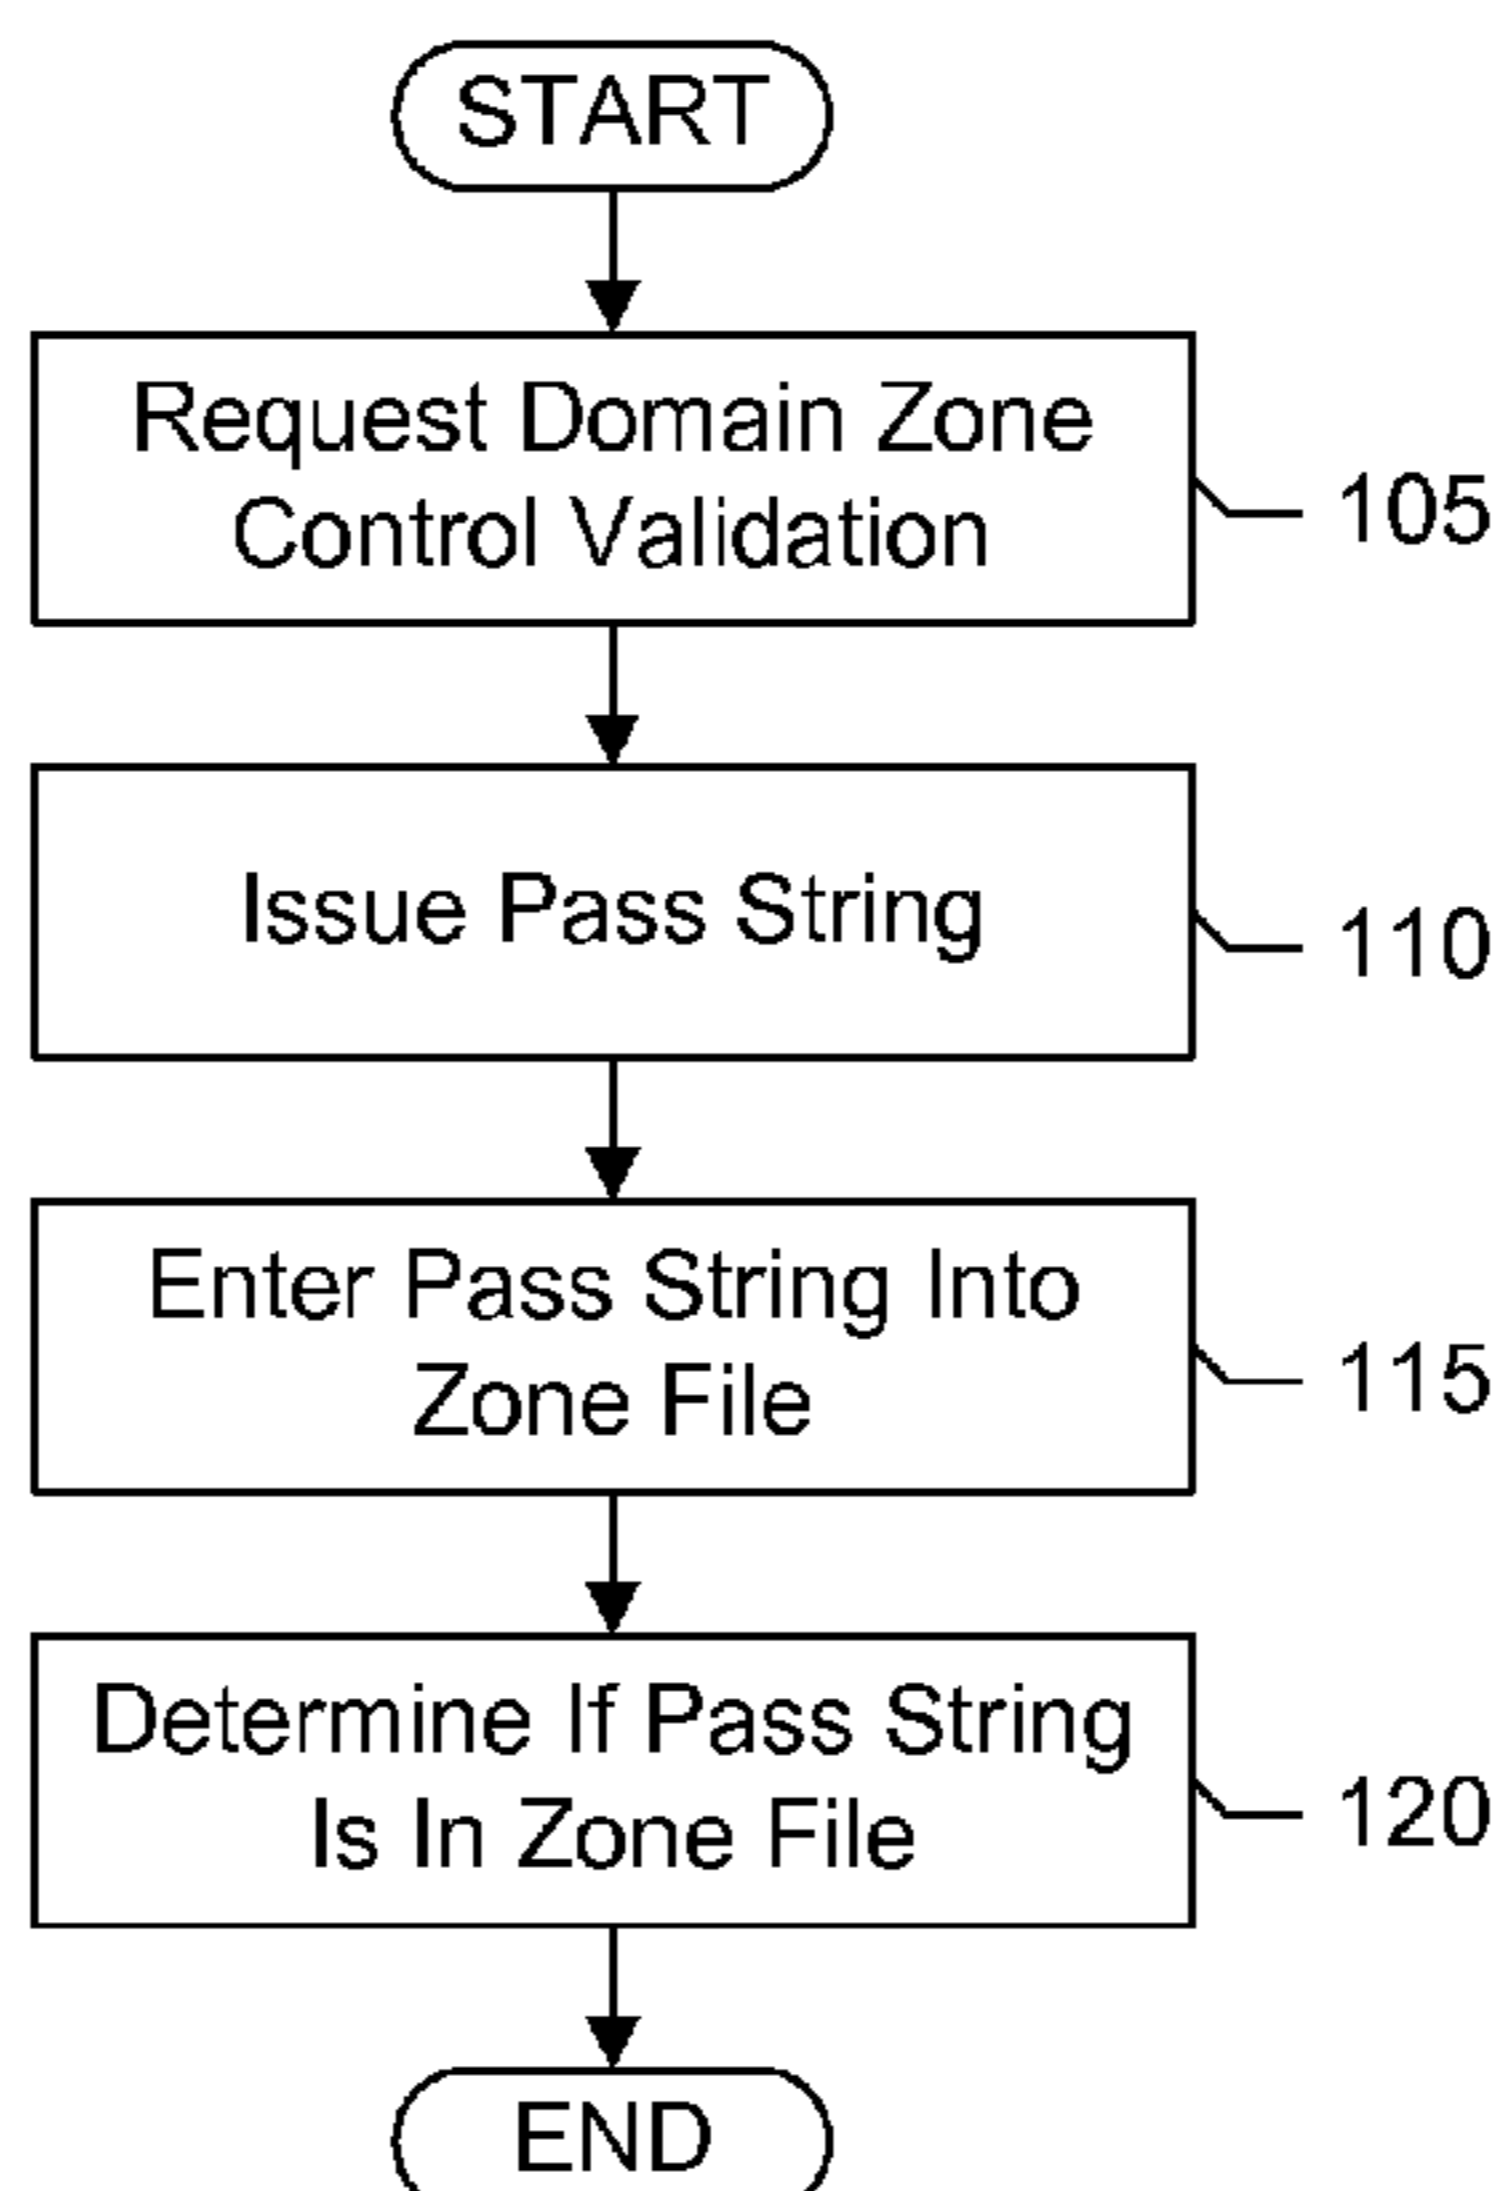 START
Request Domain Zone
Control Validation
105
Issue Pass String
110
Enter Pass String Into
Zone File
115
Determine If Pass String
Is In Zone File
120
END